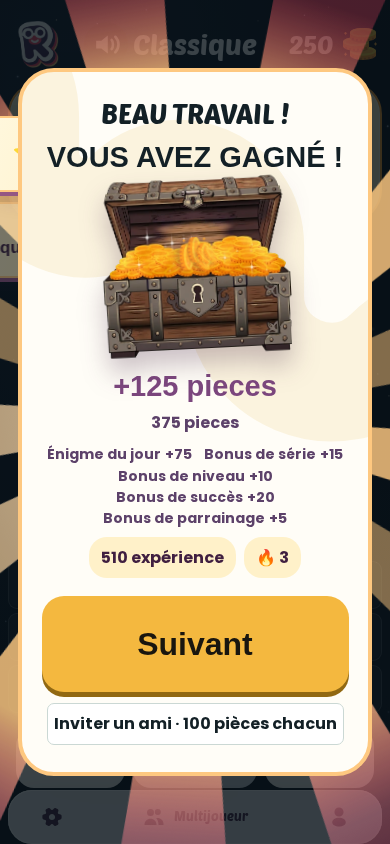 Classique 250
BEAU TRAVAIL !
VOUS AVEZ GAGNÉ !
qu
+125 pieces
375 pieces
Énigme du jour +75 Bonus de série +15
Bonus de niveau +10
Bonus de succès +20
Bonus de parrainage +5
510 expérience 🔥 3
Suivant
Inviter un ami · 100 pièces chacun
Multijoueur